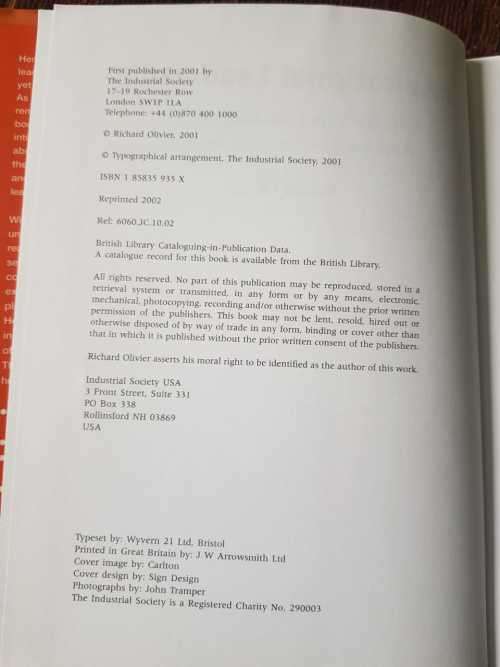 First published in 2001 by
The Industrial Society
17–19 Rochester Row
London SW1P 1LA
Telephone: +44 (0)870 400 1000
© Richard Olivier, 2001
© Typographical arrangement, The Industrial Society, 2001
ISBN 1 85835 935 X
Reprinted 2002
Ref: 6060.JC.10.02
British Library Cataloguing-in-Publication Data.
A catalogue record for this book is available from the British Library.
All rights reserved. No part of this publication may be reproduced, stored in a
retrieval system or transmitted, in any form or by any means, electronic,
mechanical, photocopying, recording and/or otherwise without the prior written
permission of the publishers. This book may not be lent, resold, hired out or
otherwise disposed of by way of trade in any form, binding or cover other than
that in which it is published without the prior written consent of the publishers.
Richard Olivier asserts his moral right to be identified as the author of this work.
Industrial Society USA
3 Front Street, Suite 331
PO Box 338
Rollinsford NH 03869
USA
Typeset by: Wyvern 21 Ltd, Bristol
Printed in Great Britain by: J W Arrowsmith Ltd
Cover image by: Carlton
Cover design by: Sign Design
Photographs by: John Tramper
The Industrial Society is a Registered Charity No. 290003